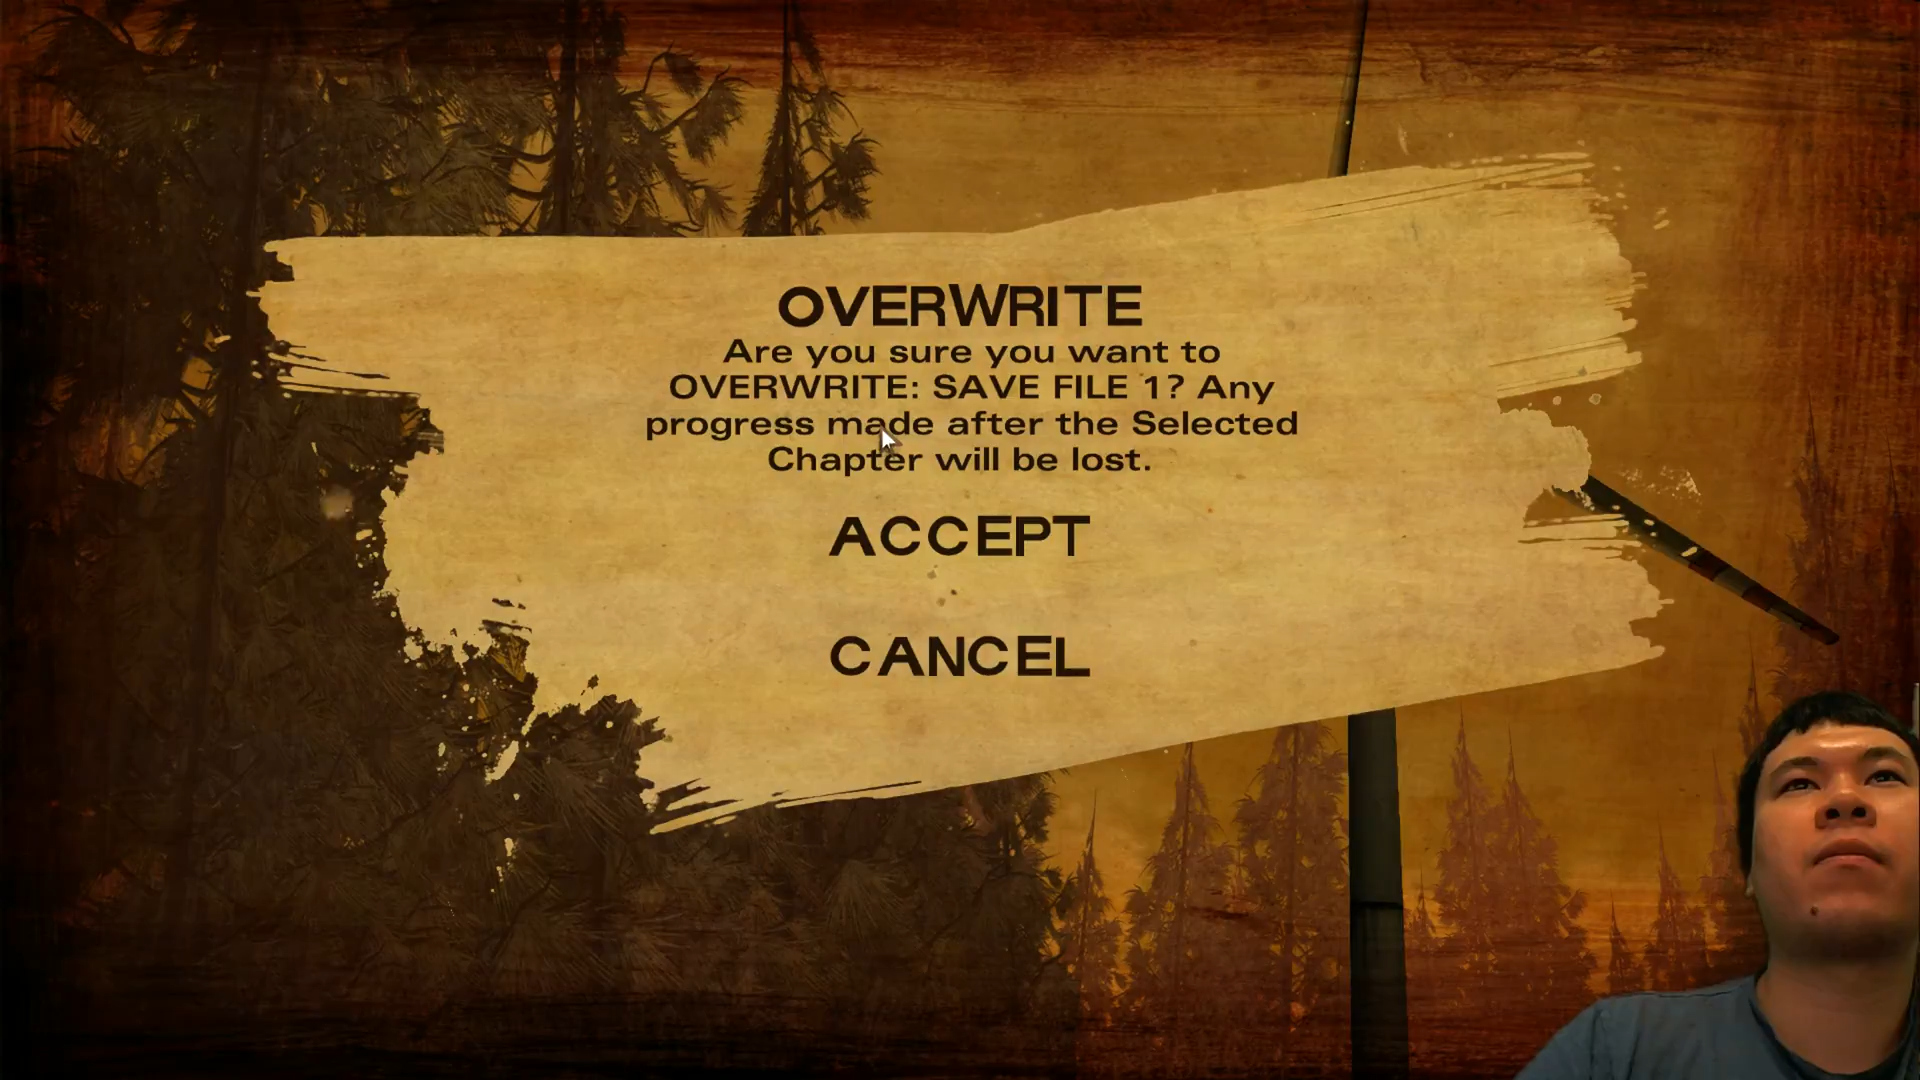 OVERWRITE
Are you sure you want to
OVERWRITE: SAVE FILE 1? Any
progress made after the Selected
Chapter will be lost.
ACCEPT
CANCEL